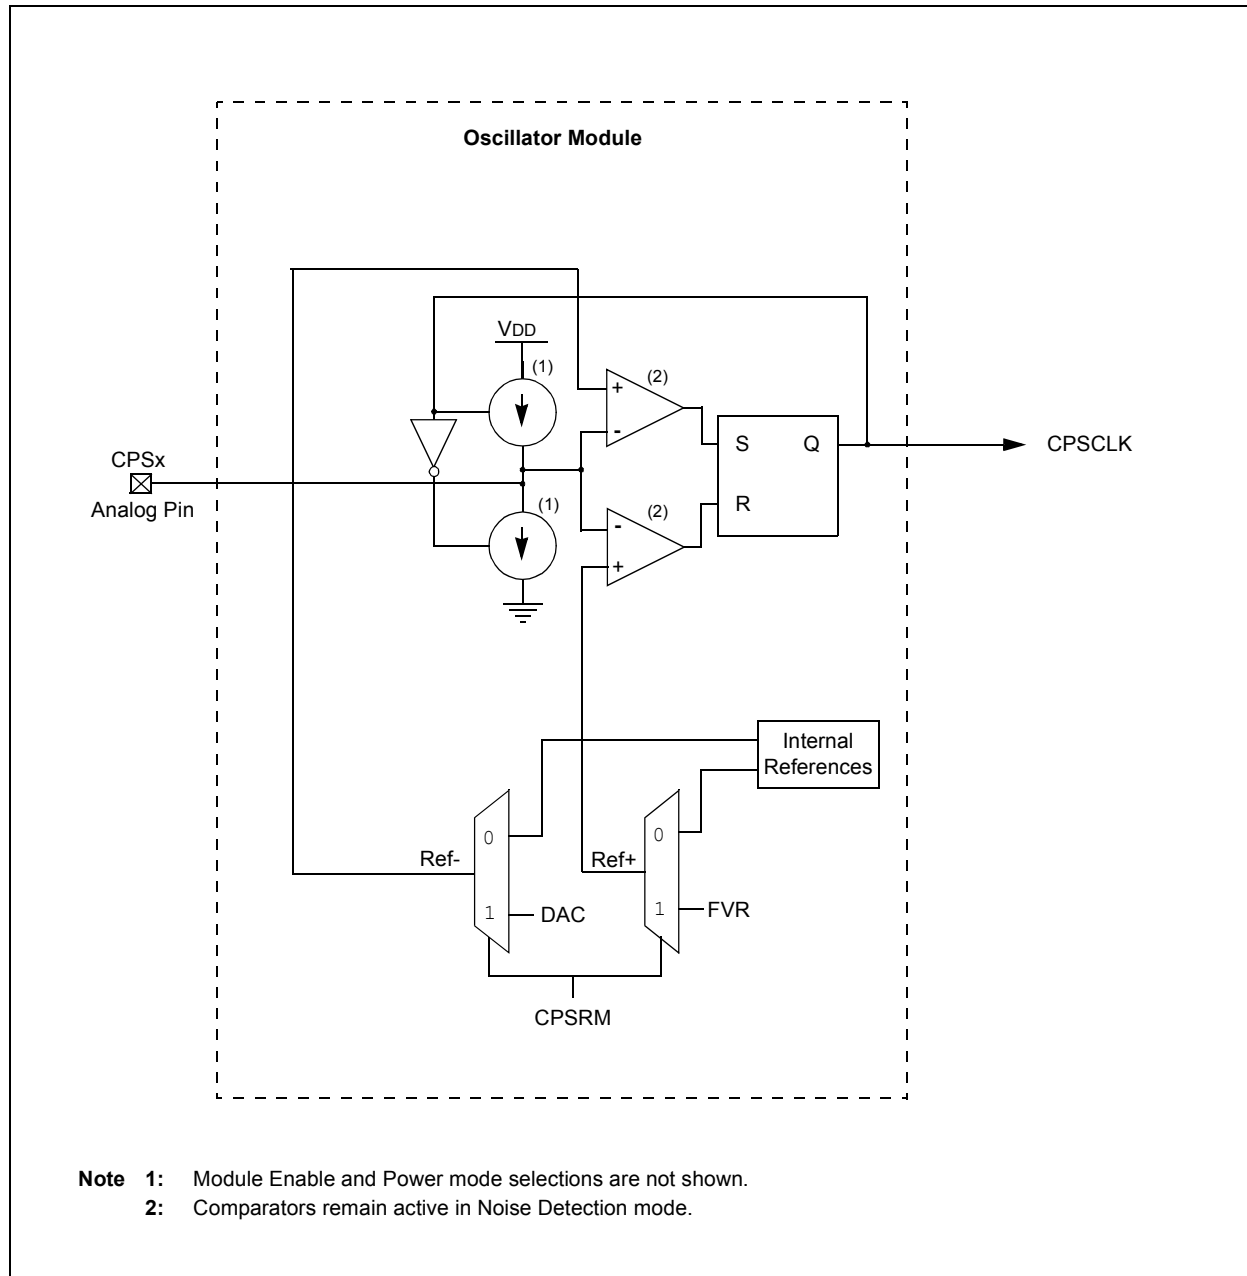 Oscillator Module
VDD
(1)
(2)
+
-
S Q
R
CPSCLK
CPSx
Analog Pin
(1)
(2)
-
+
Internal
References
0
0
Ref-
Ref+
1
DAC
1
FVR
CPSRM
Note 1: Module Enable and Power mode selections are not shown.
2: Comparators remain active in Noise Detection mode.